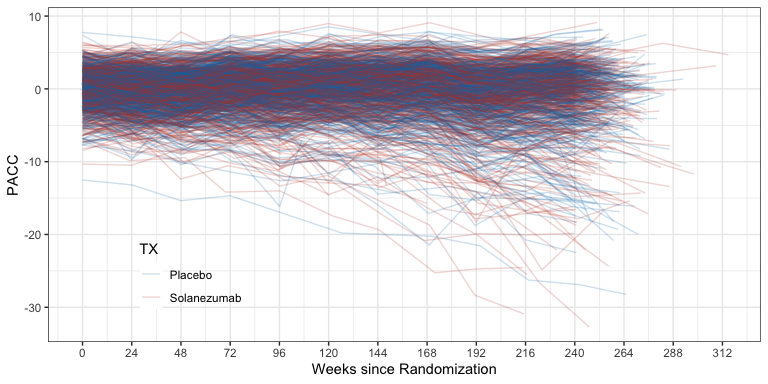 10
0
-10
-20
-30
PACC
TX
Placebo
Solanezumab
0 24 48 72 96 120 144 168 192 216 240 264 288 312
Weeks since Randomization